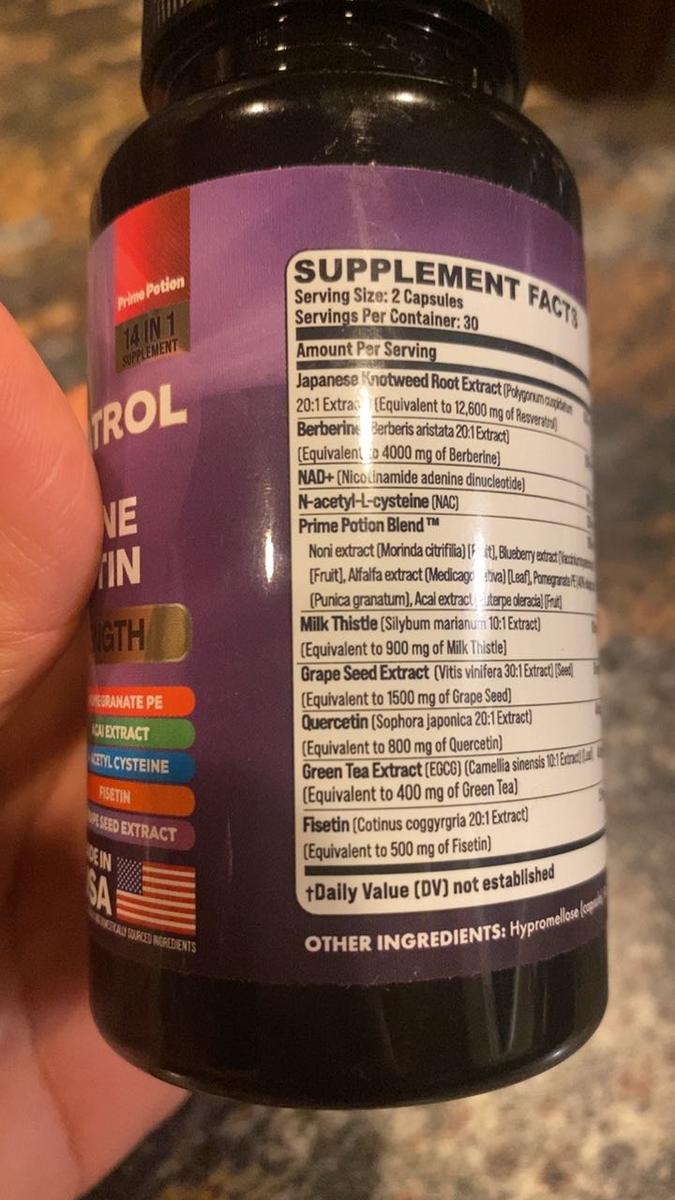 Prime Potion
14 IN 1
SUPPLEMENT
TROL
NE
TIN
NGTH
POMEGRANATE PE
ACAI EXTRACT
ACETYL CYSTEINE
FISETIN
GRAPE SEED EXTRACT
DE IN
SA
SOURCED INGREDIENTS
SUPPLEMENT FACTS
Serving Size: 2 Capsules
Servings Per Container: 30
Amount Per Serving
Japanese Knotweed Root Extract (Polygonum cuspidatum
20:1 Extract) (Equivalent to 12,600 mg of Resveratrol)
Berberine (Berberis aristata 20:1 Extract)
(Equivalent to 4000 mg of Berberine)
NAD+ (Nicotinamide adenine dinucleotide)
N-acetyl-L-cysteine (NAC)
Prime Potion Blend™
Noni extract (Morinda citrifilia) [Fruit], Blueberry extract
[Fruit], Alfalfa extract (Medicago sativa) [Leaf], Pomegranate PE
(Punica granatum), Acai extract (Euterpe oleracia) [Fruit]
Milk Thistle (Silybum marianum 10:1 Extract)
(Equivalent to 900 mg of Milk Thistle]
Grape Seed Extract (Vitis vinifera 30:1 Extract) [Seed]
(Equivalent to 1500 mg of Grape Seed]
Quercetin (Sophora japonica 20:1 Extract)
(Equivalent to 800 mg of Quercetin)
Green Tea Extract (EGCG) (Camellia sinensis 10:1 Extract) [Leaf]
(Equivalent to 400 mg of Green Tea]
Fisetin (Cotinus coggyrgria 20:1 Extract)
(Equivalent to 500 mg of Fisetin)
†Daily Value (DV) not established
OTHER INGREDIENTS: Hypromellose (capsule)